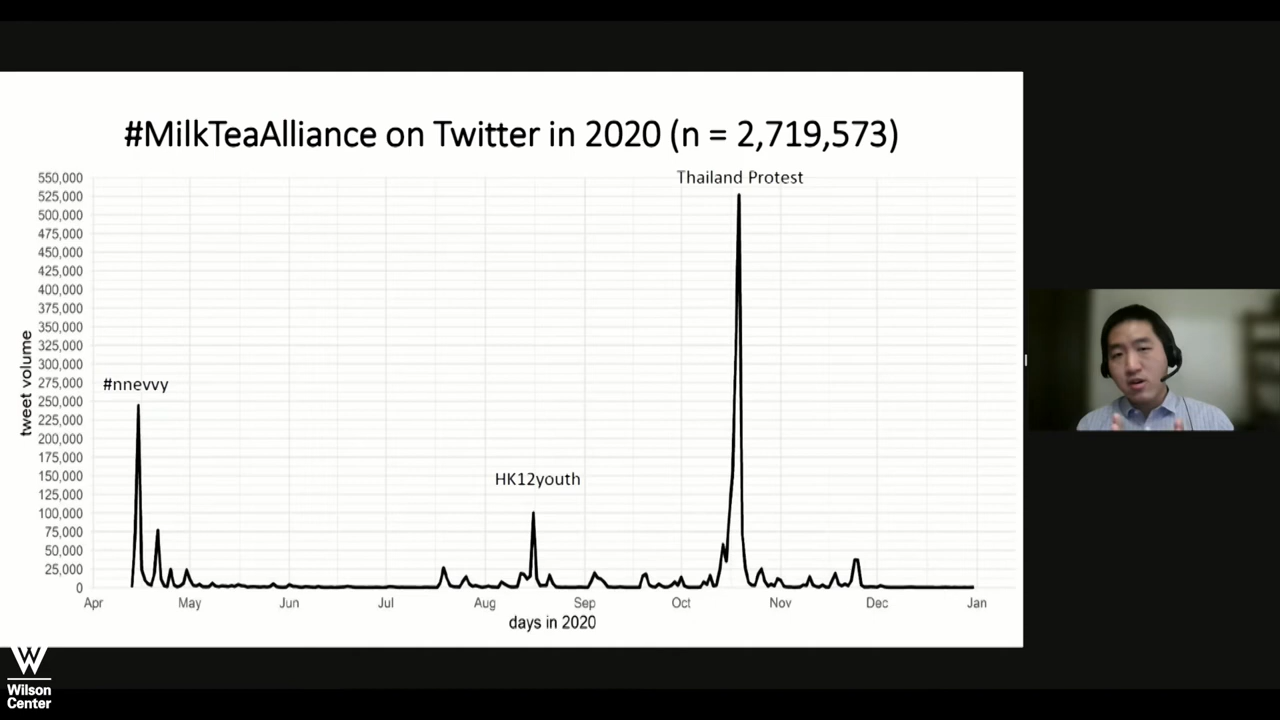 #MilkTeaAlliance on Twitter in 2020 (n = 2,719,573)
Thailand Protest
#nnevvy
HK12youth
tweet volume
550,000
525,000
500,000
475,000
450,000
425,000
400,000
375,000
350,000
325,000
300,000
275,000
250,000
225,000
200,000
175,000
150,000
125,000
100,000
75,000
50,000
25,000
0
Apr May Jun Jul Aug Sep Oct Nov Dec Jan
days in 2020
W
Wilson
Center